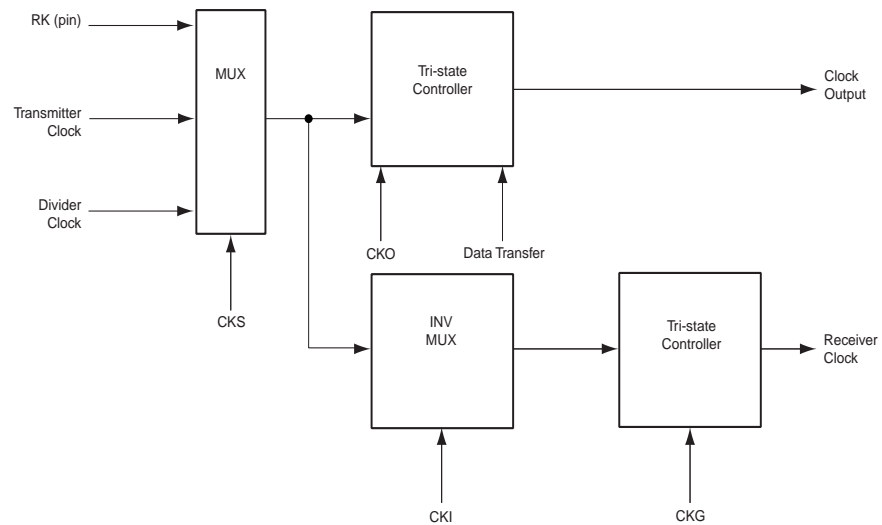 RK (pin)
MUX
Tri-state
Controller
Clock
Output
Transmitter
Clock
Divider
Clock
CKO
Data Transfer
CKS
INV
MUX
Tri-state
Controller
Receiver
Clock
CKI
CKG